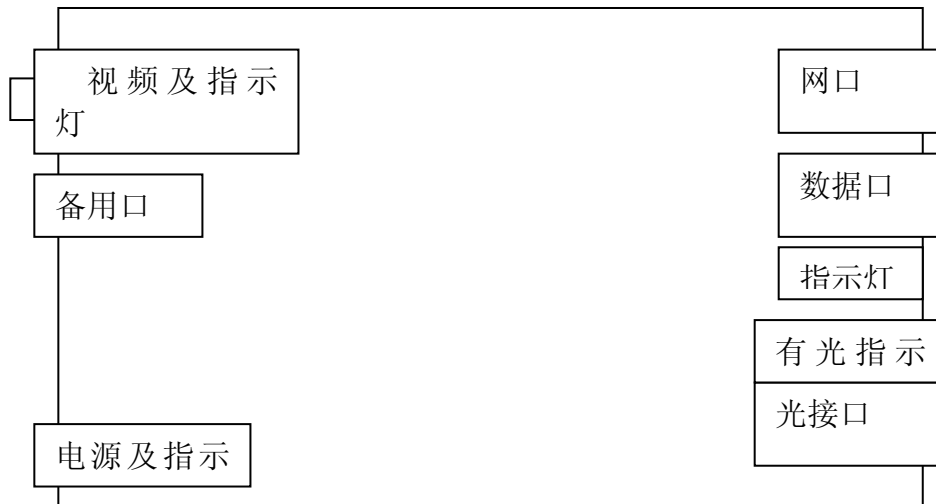 视频及指示
灯
备用口
电源及指示
网口
数据口
指示灯
有光指示
光接口